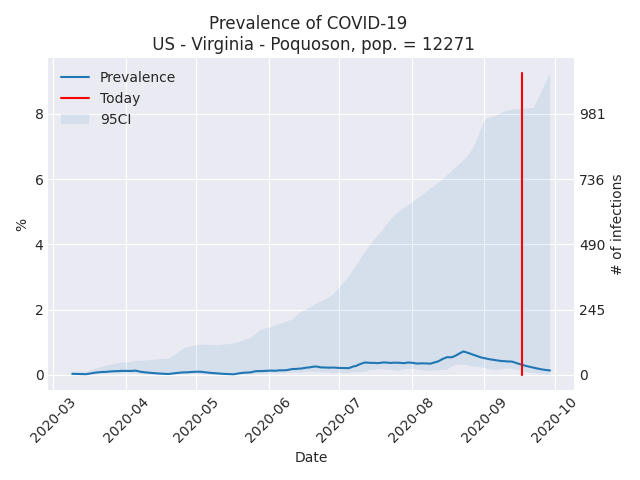 Prevalence of COVID-19
US - Virginia - Poquoson, pop. = 12271
Prevalence
Today
95CI
%
8
6
4
2
0
981
736
490
245
0
# of infections
2020-03
2020-04
2020-05
2020-06
2020-07
2020-08
2020-09
2020-10
Date